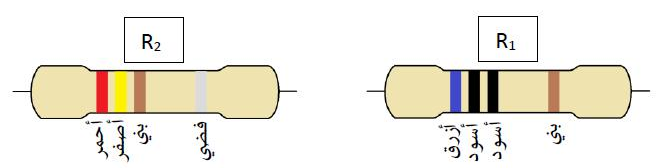 R₂
R₁
أحمر
أصفر
بني
فضي
أزرق
أسود
أسود
بني